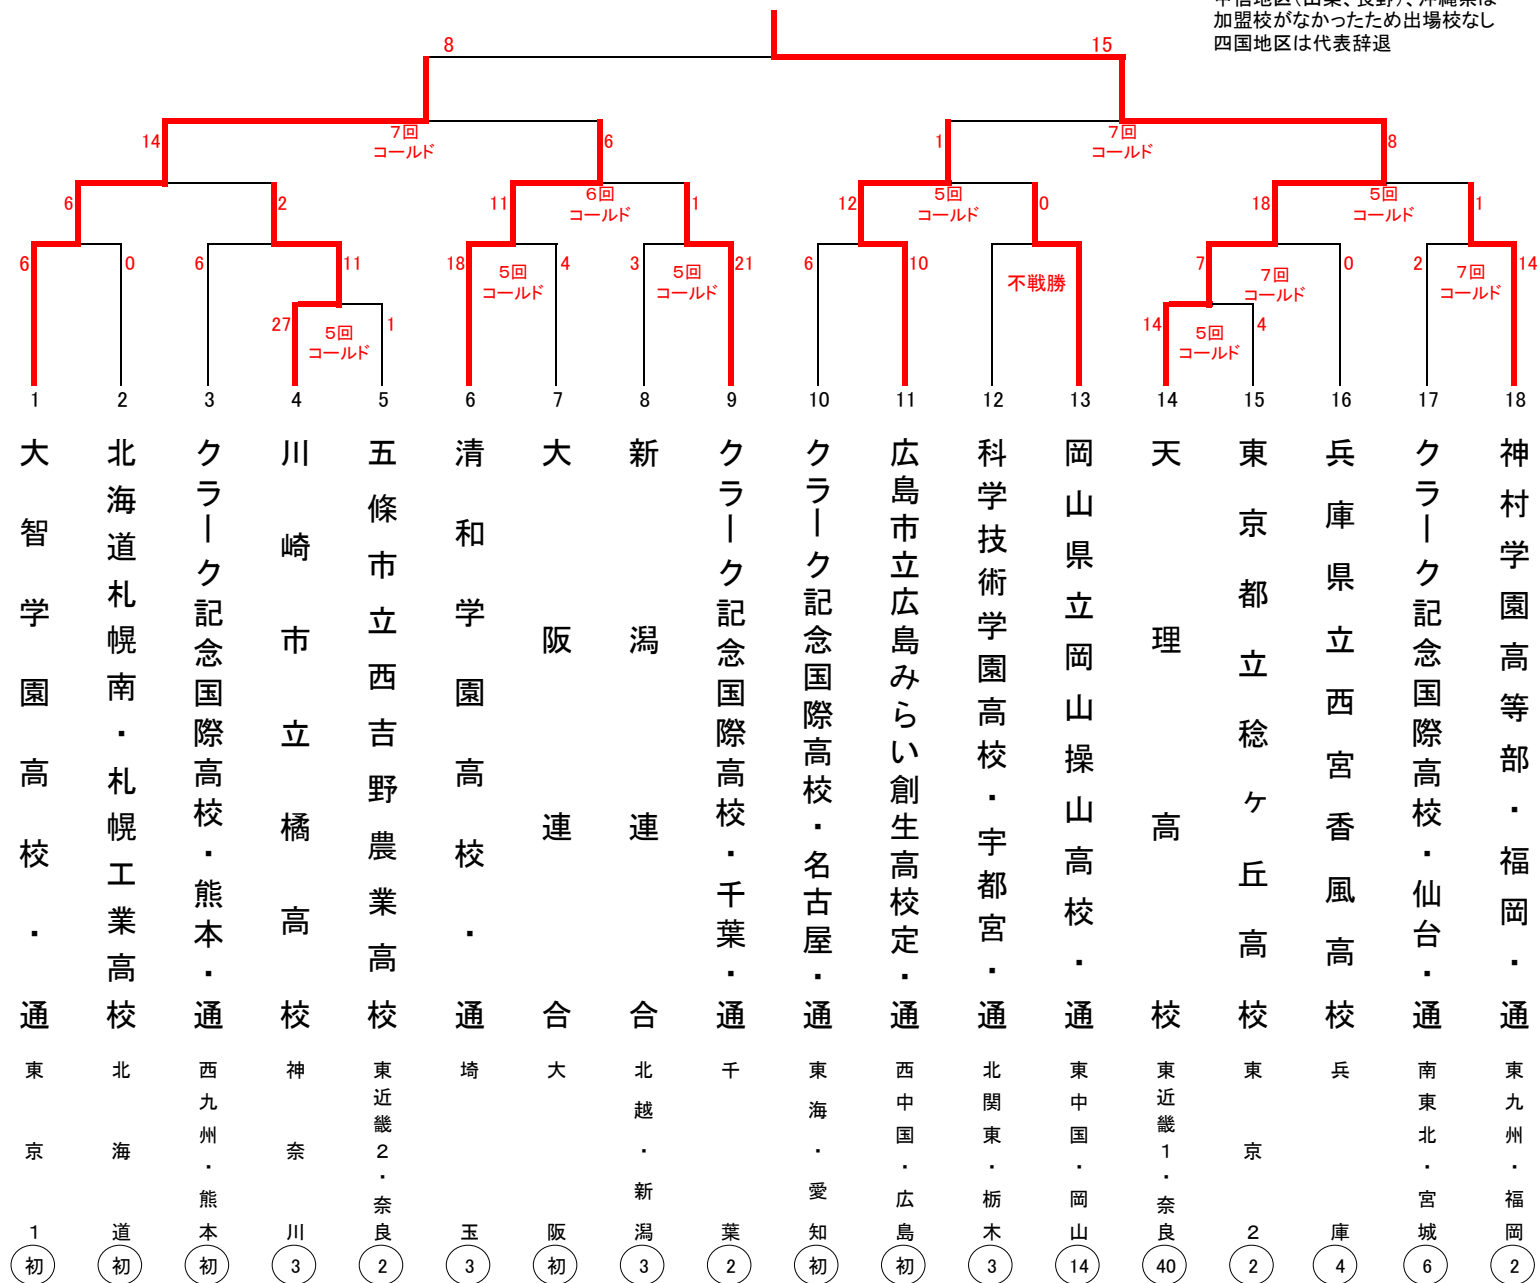 中信地区(山梨、長野)、沖縄県は
加盟校がなかったため出場校なし
四国地区は代表辞退
8 15
14 7回コールド 6 1 7回コールド 8
6 2 11 6回コールド 1 12 5回コールド 0 18 5回コールド 1
6 0 6 11 18 5回コールド 4 3 5回コールド 21 6 10 不戦勝 7 7回コールド 0 2 7回コールド 14
27 5回コールド 1 14 5回コールド 4
1 2 3 4 5 6 7 8 9 10 11 12 13 14 15 16 17 18
大智学園高校・通
北海道札幌南・札幌工業高校
クラーク記念国際高校・熊本・通
川崎市立橘高校
五條市立西吉野農業高校
清和学園高校・通
大阪連合
新潟連合
クラーク記念国際高校・千葉・通
クラーク記念国際高校・名古屋・通
広島市立広島みらい創生高校定・通
科学技術学園高校・宇都宮・通
岡山県立岡山操山高校・通
天理高校
東京都立稔ヶ丘高校
兵庫県立西宮香風高校
クラーク記念国際高校・仙台・通
神村学園高等部・福岡・通
東京1
北海道
西九州・熊本
神奈川
東近畿2・奈良
埼玉
大阪
北越・新潟
千葉
東海・愛知
西中国・広島
北関東・栃木
東中国・岡山
東近畿1・奈良
東京2
兵庫
南東北・宮城
東九州・福岡
初 初 初 3 2 3 初 3 2 初 初 3 14 40 2 4 6 2